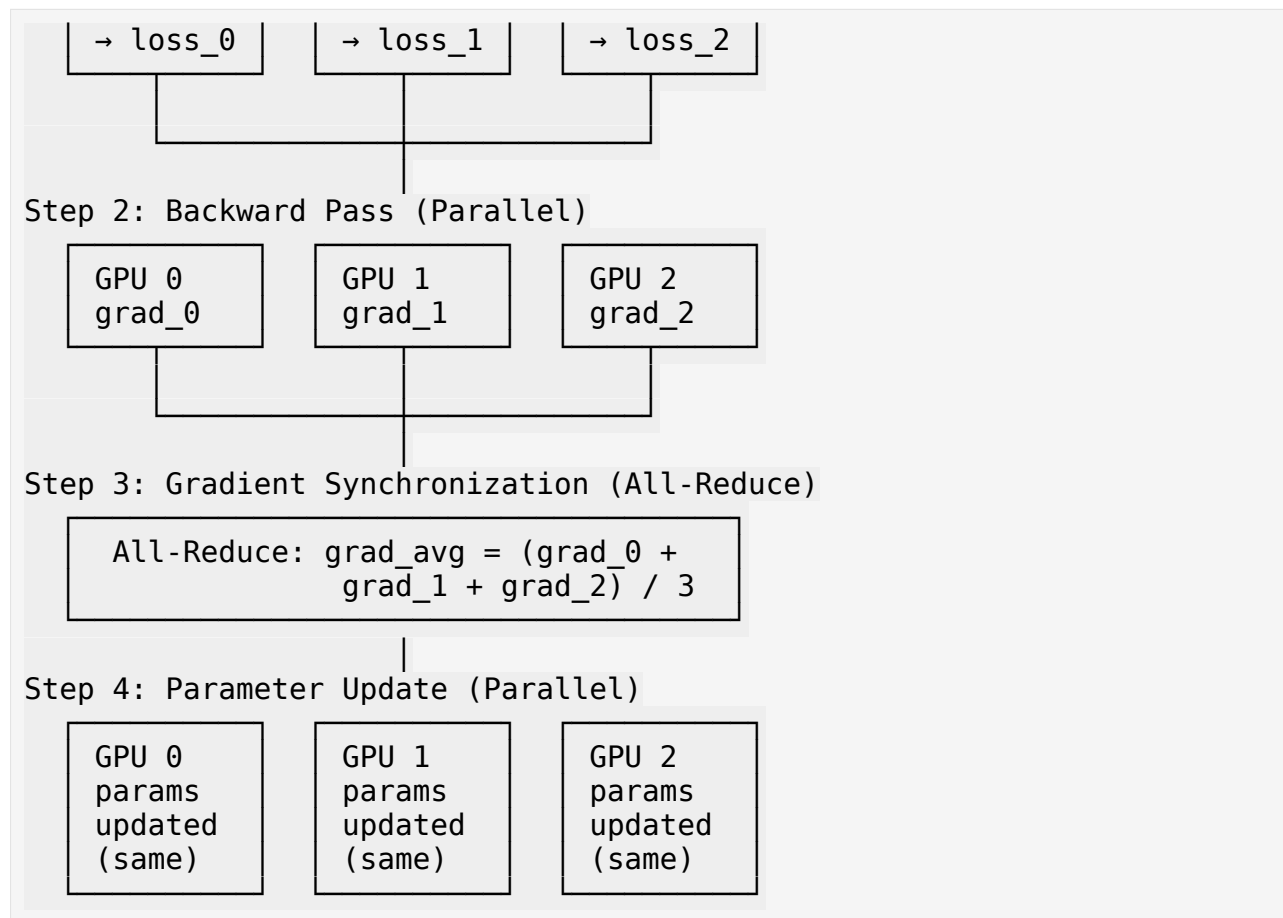 → loss_0 → loss_1 → loss_2
Step 2: Backward Pass (Parallel)
GPU 0 GPU 1 GPU 2
grad_0 grad_1 grad_2
Step 3: Gradient Synchronization (All-Reduce)
All-Reduce: grad_avg = (grad_0 +
grad_1 + grad_2) / 3
Step 4: Parameter Update (Parallel)
GPU 0 GPU 1 GPU 2
params params params
updated updated updated
(same) (same) (same)